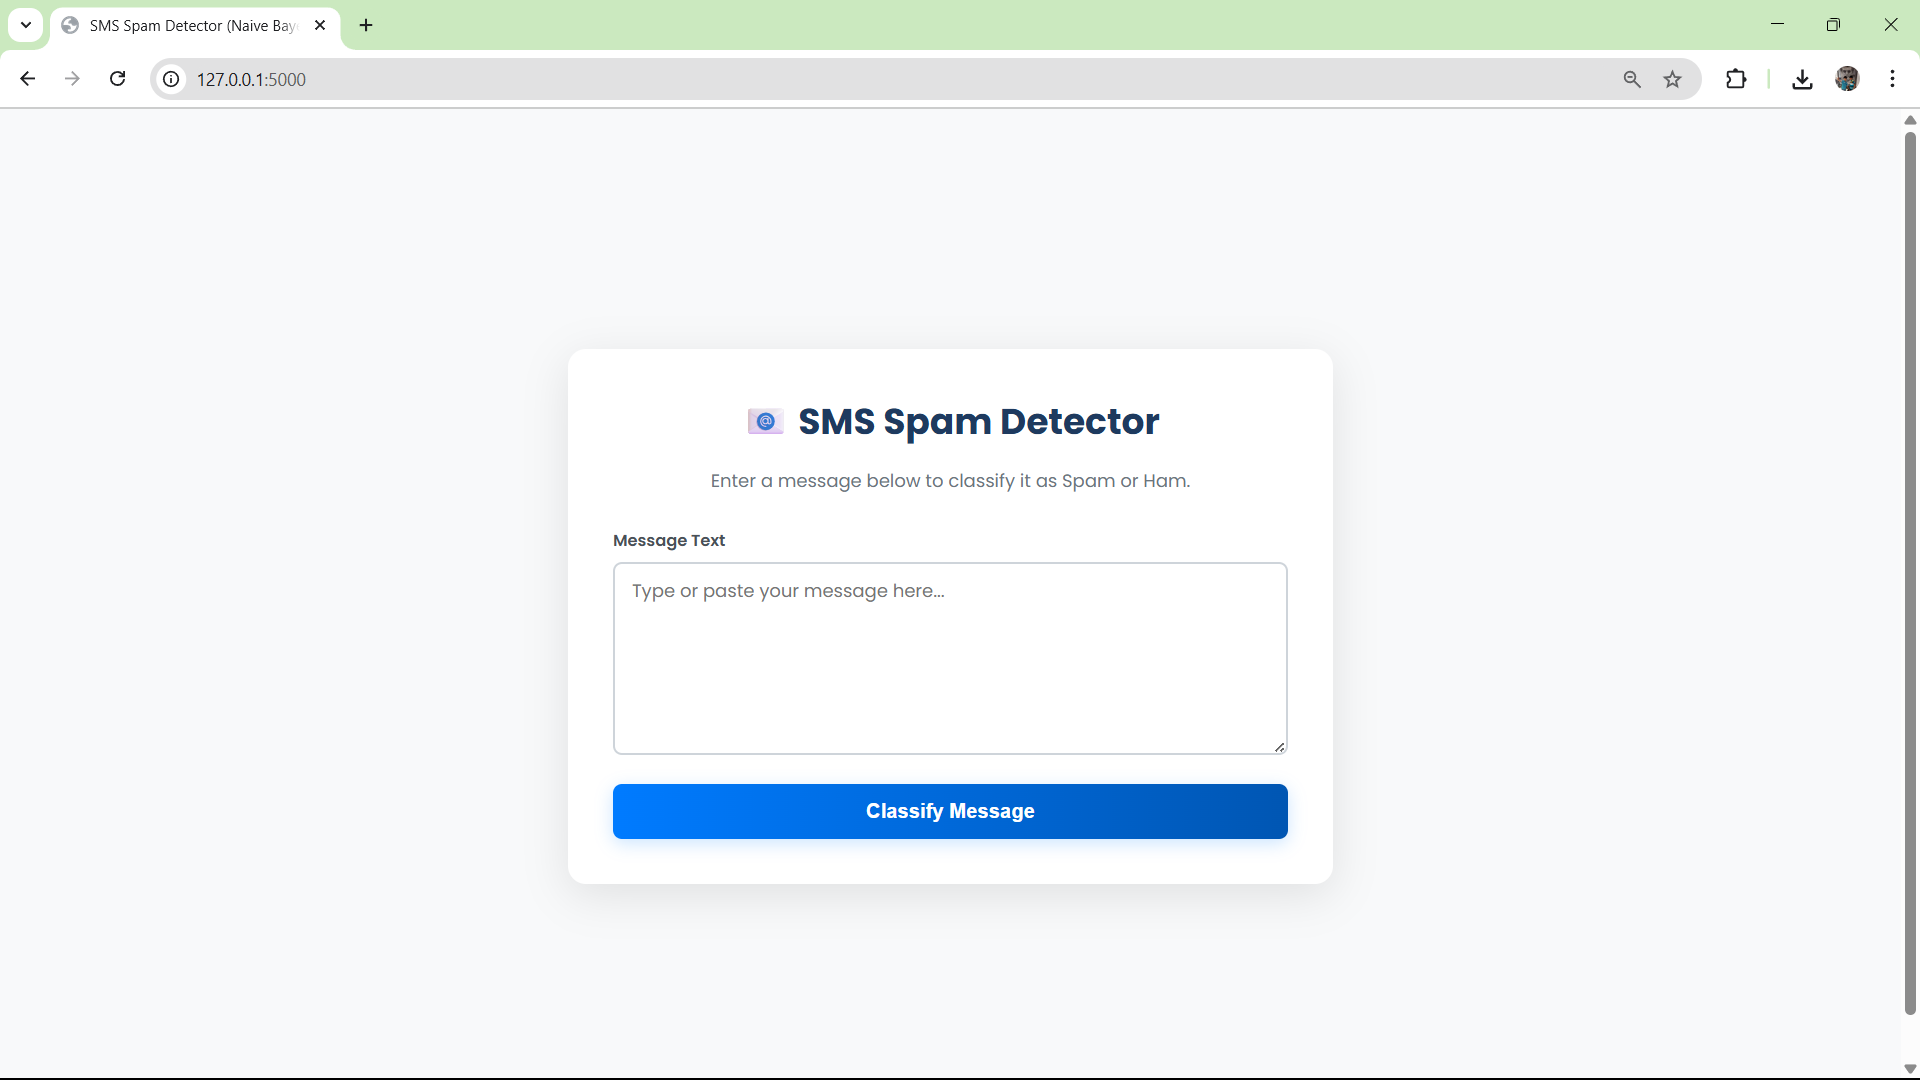 SMS Spam Detector (Naive Bay
127.0.0.1:5000
@ SMS Spam Detector
Enter a message below to classify it as Spam or Ham.
Message Text
Type or paste your message here...
Classify Message